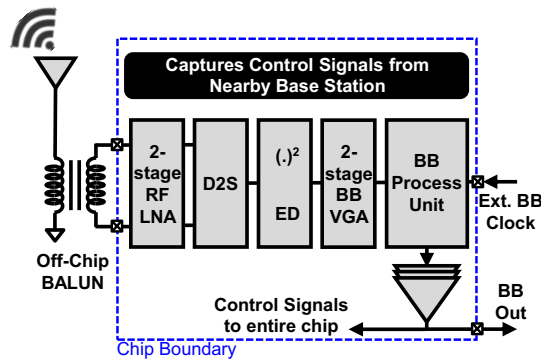 Captures Control Signals from
Nearby Base Station
2-
stage
RF
LNA
D2S
(.)²
ED
2-
stage
BB
VGA
BB
Process
Unit
Ext. BB
Clock
Off-Chip
BALUN
Control Signals
to entire chip
BB
Out
Chip Boundary